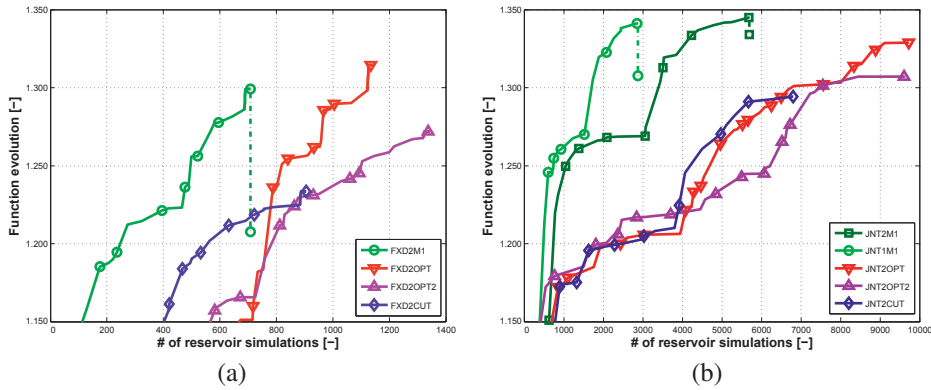 (a)
Function evolution [−]
1.350
1.300
1.250
1.200
1.150
0 200 400 600 800 1000 1200 1400
# of reservoir simulations [−]
FXD2M1
FXD2OPT
FXD2OPT2
FXD2CUT
(b)
Function evolution [−]
1.350
1.300
1.250
1.200
1.150
0 1000 2000 3000 4000 5000 6000 7000 8000 9000 10000
# of reservoir simulations [−]
JNT2M1
JNT1M1
JNT2OPT
JNT2OPT2
JNT2CUT
(a)
(b)